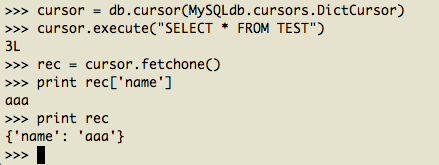 >>> cursor = db.cursor(MySQLdb.cursors.DictCursor)
>>> cursor.execute("SELECT * FROM TEST")
3L
>>> rec = cursor.fetchone()
>>> print rec['name']
aaa
>>> print rec
{'name': 'aaa'}
>>>